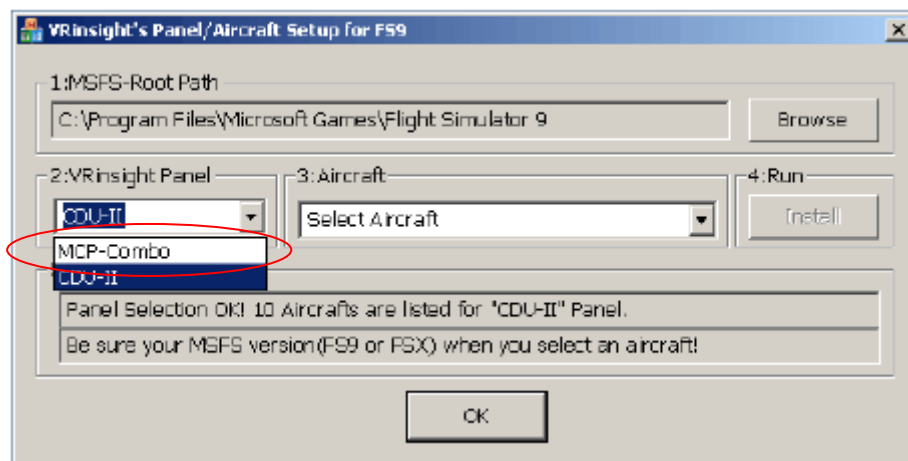 VRinsight's Panel/Aircraft Setup for FS9
1:MSFS-Root Path
C:\Program Files\Microsoft Games\Flight Simulator 9
Browse
2:VRinsight Panel
3:Aircraft
4:Run
CDU-II
Select Aircraft
Install
MCP-Combo
CDU-II
Panel Selection OK! 10 Aircrafts are listed for "CDU-II" Panel.
Be sure your MSFS version(FS9 or FSX) when you select an aircraft!
OK